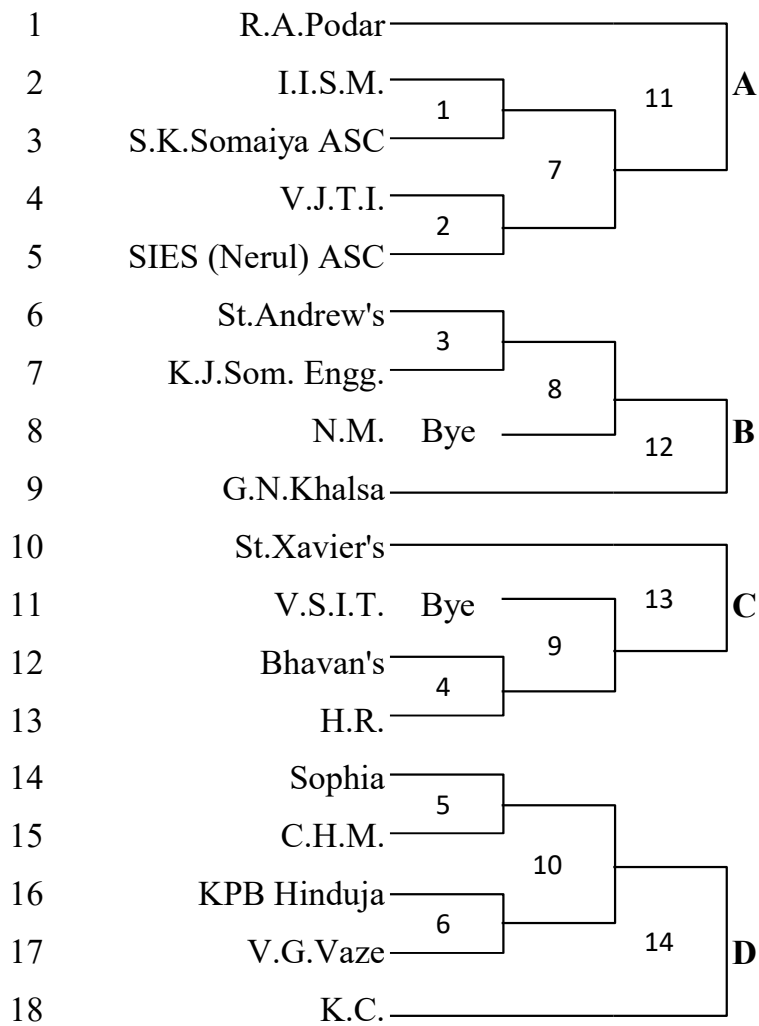 1 R.A.Podar
2 I.I.S.M. 11 A
1
3 S.K.Somaiya ASC
7
4 V.J.T.I.
2
5 SIES (Nerul) ASC
6 St.Andrew's
3
7 K.J.Som. Engg.
8
8 N.M. Bye 12 B
9 G.N.Khalsa
10 St.Xavier's
11 V.S.I.T. Bye 13 C
9
12 Bhavan's
4
13 H.R.
14 Sophia
5
15 C.H.M.
10
16 KPB Hinduja
6
17 V.G.Vaze 14 D
18 K.C.